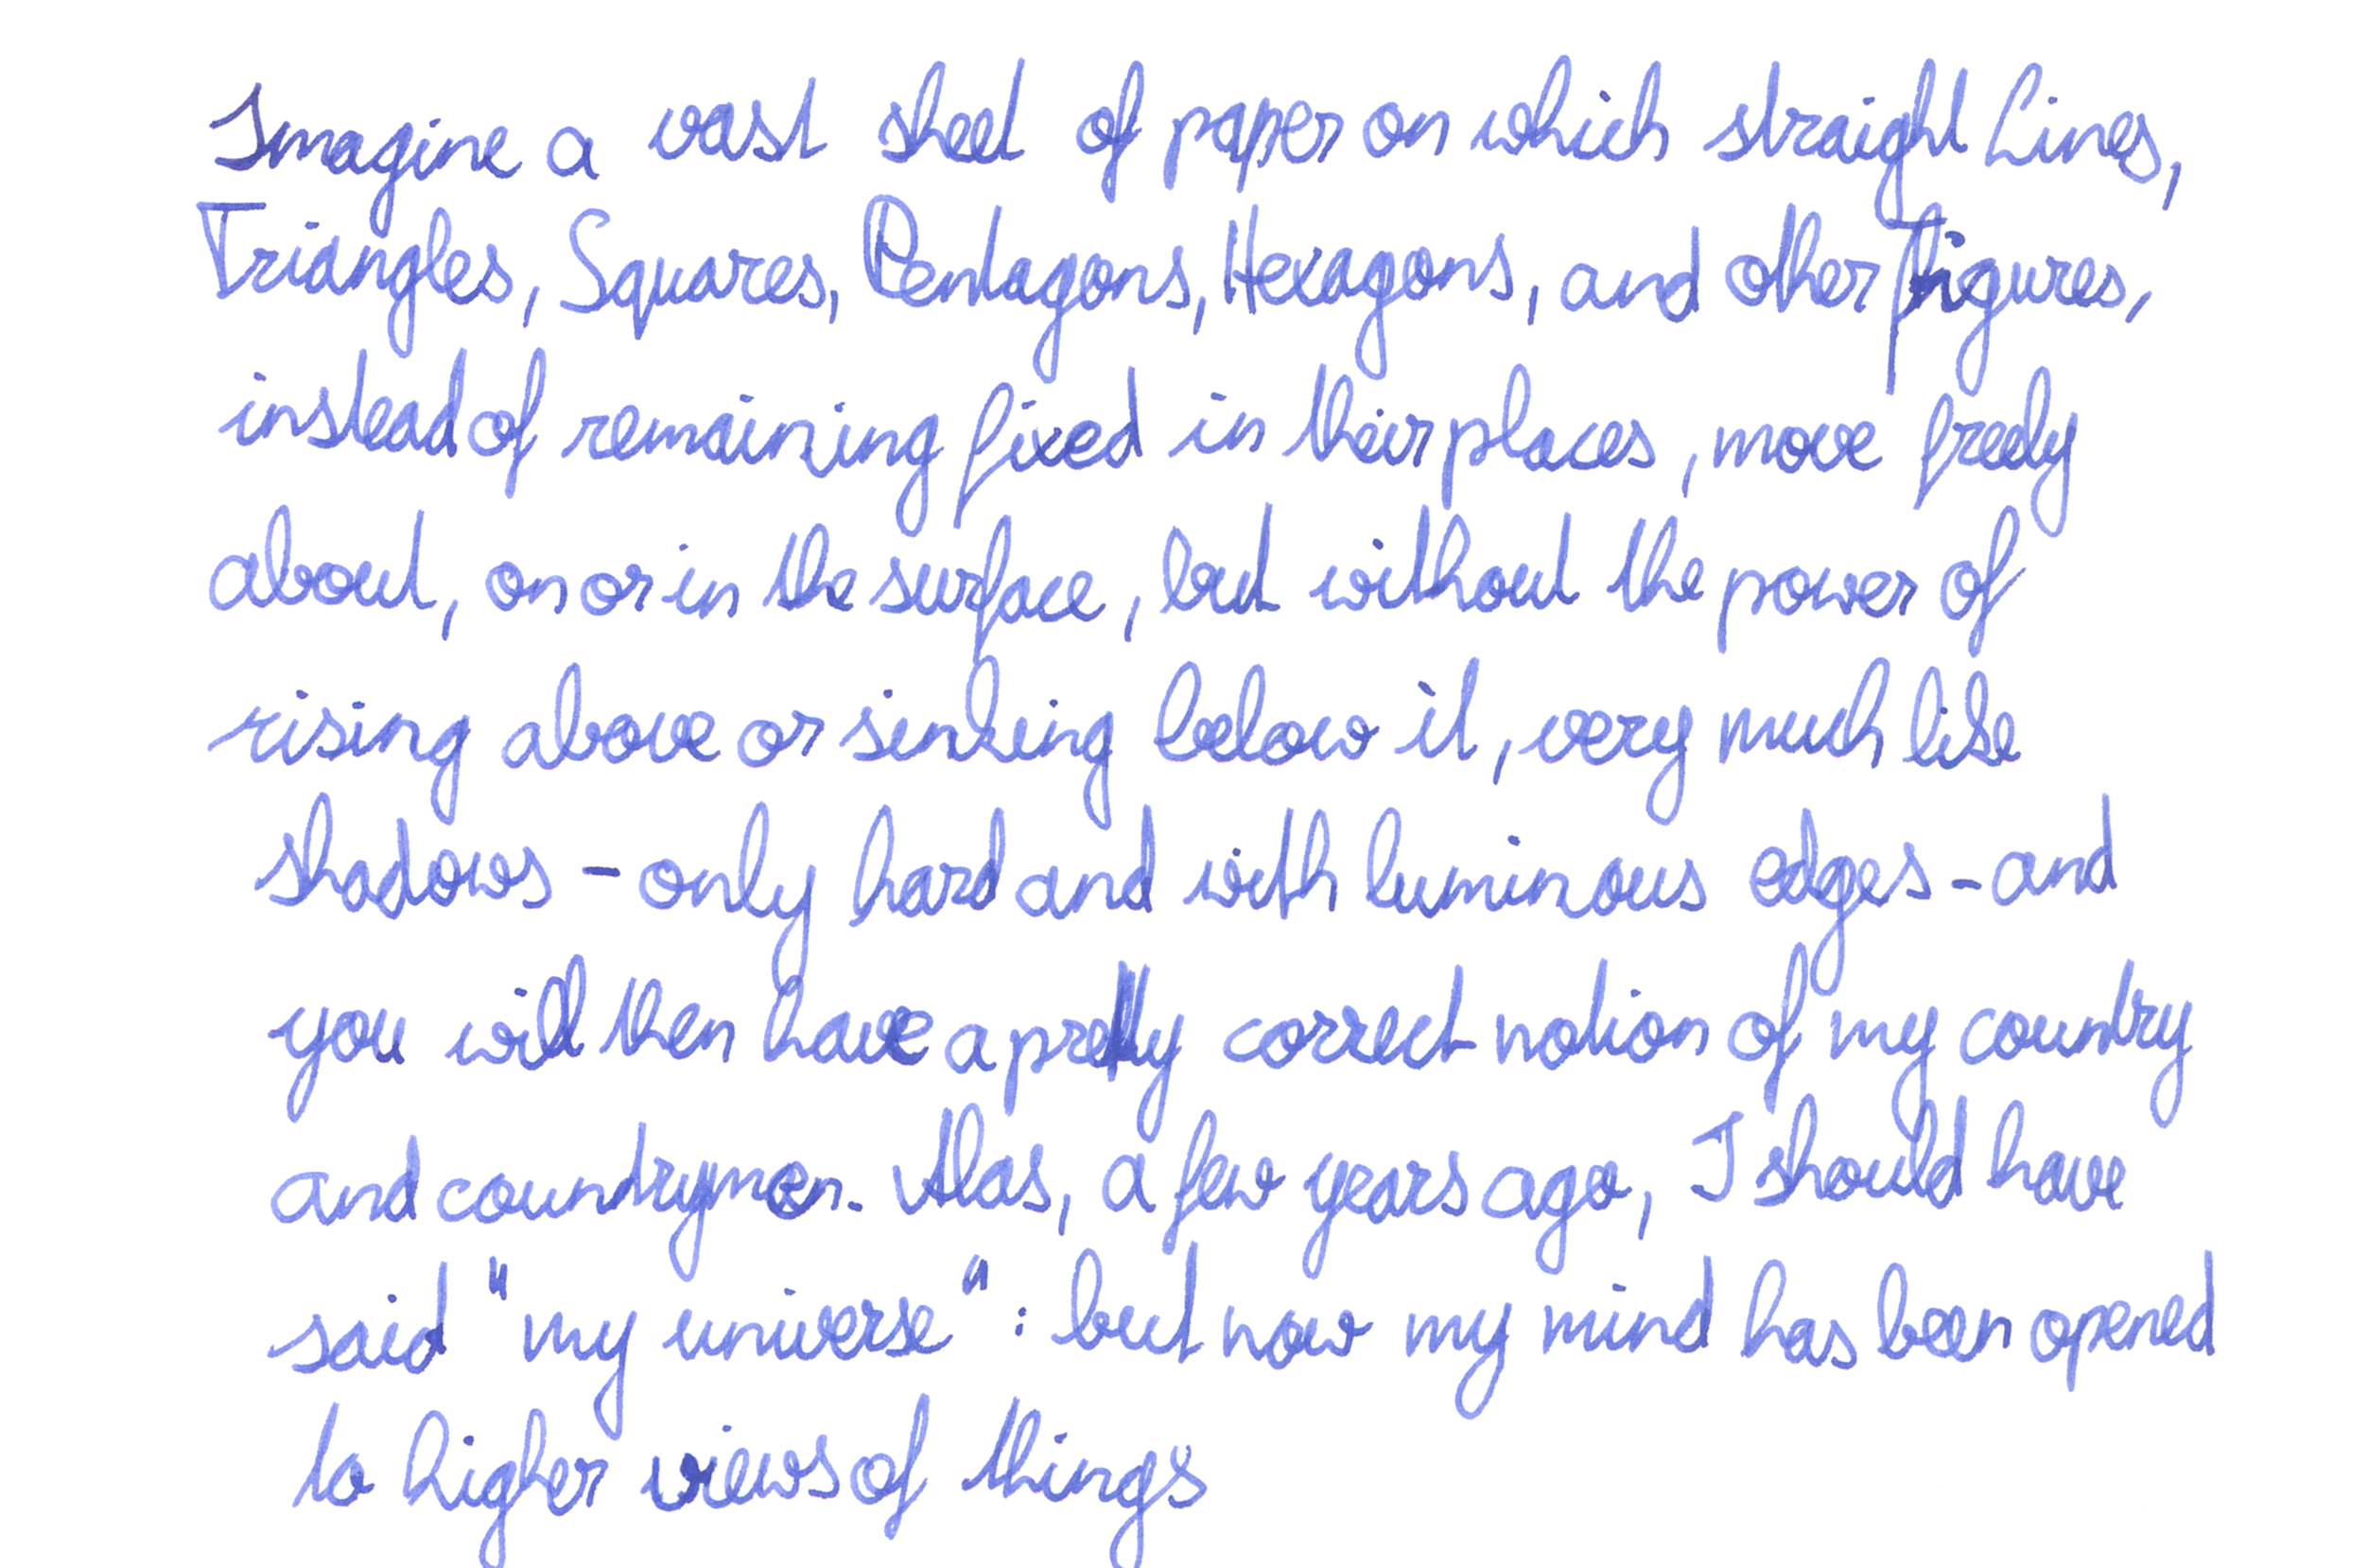 Imagine a vast sheet of paper on which straight Lines,
Triangles, Squares, Pentagons, Hexagons, and other Figures,
instead of remaining fixed in their places, move freely
about, on or in the surface, but without the power of
rising above or sinking below it, very much like
shadows - only hard and with luminous edges - and
you will then have a pretty correct notion of my country
and countrymen. Alas, a few years ago, I should have
said "my universe": but now my mind has been opened
to higher views of things